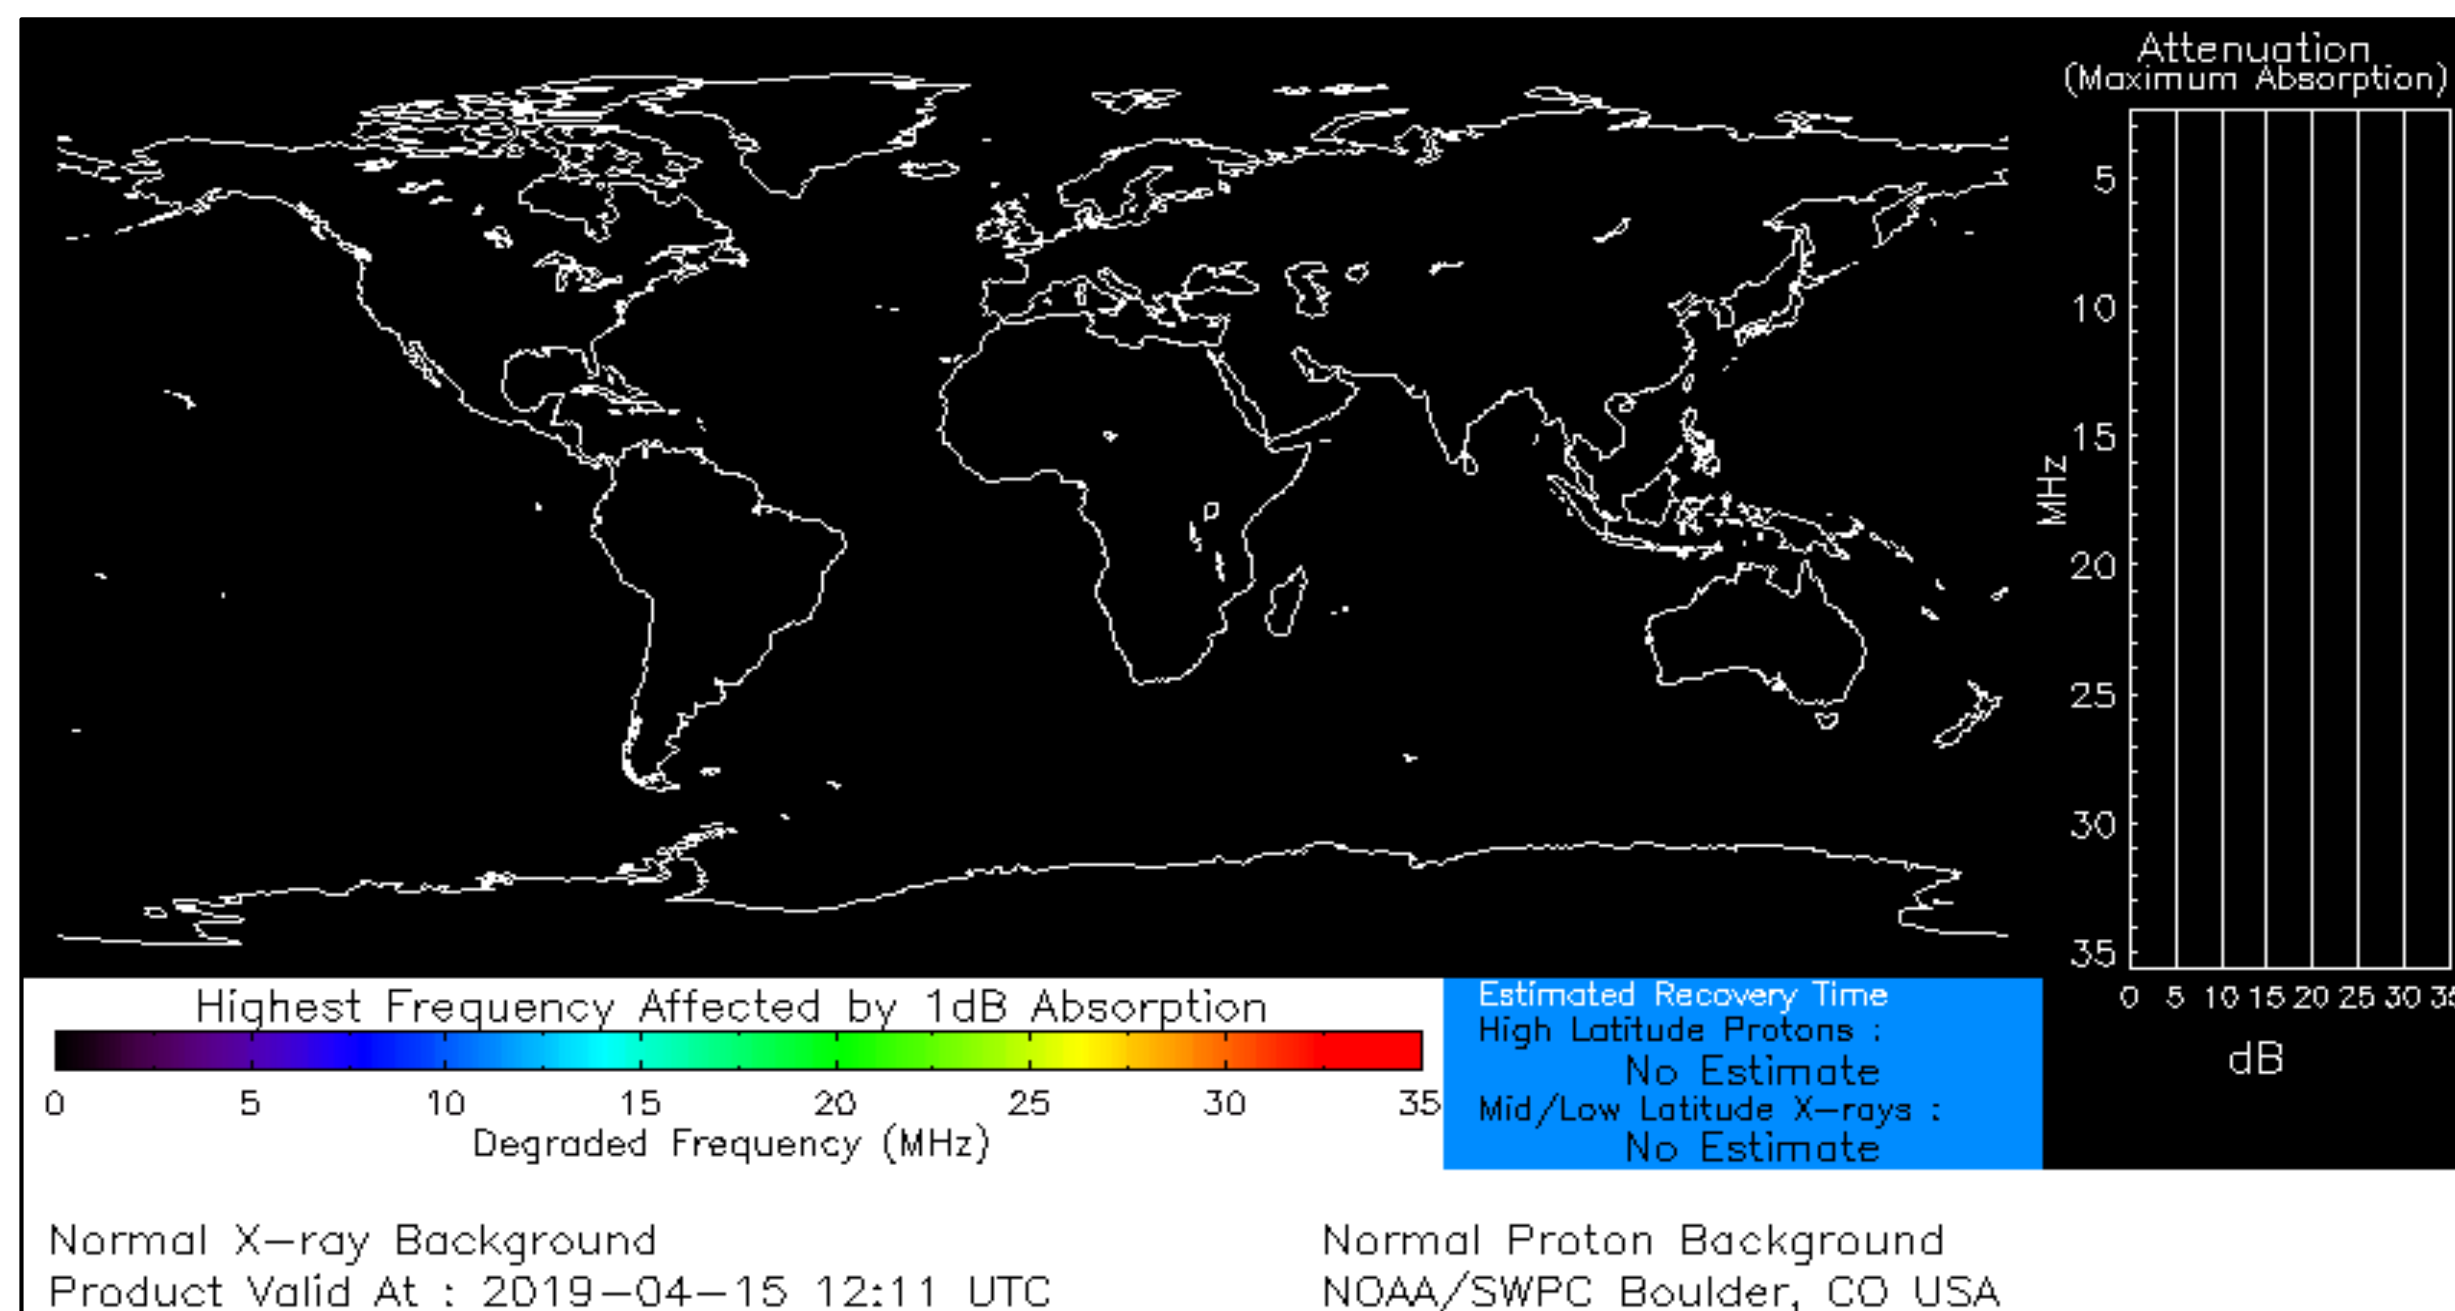 Attenuation
(Maximum Absorption)
5
10
15
20
25
30
35
MHz
0 5 10 15 20 25 30
dB
Highest Frequency Affected by 1dB Absorption
0 5 10 15 20 25 30 35
Degraded Frequency (MHz)
Estimated Recovery Time
High Latitude Protons :
No Estimate
Mid/Low Latitude X-rays :
No Estimate
Normal X-ray Background
Product Valid At : 2019-04-15 12:11 UTC
Normal Proton Background
NOAA/SWPC Boulder, CO USA